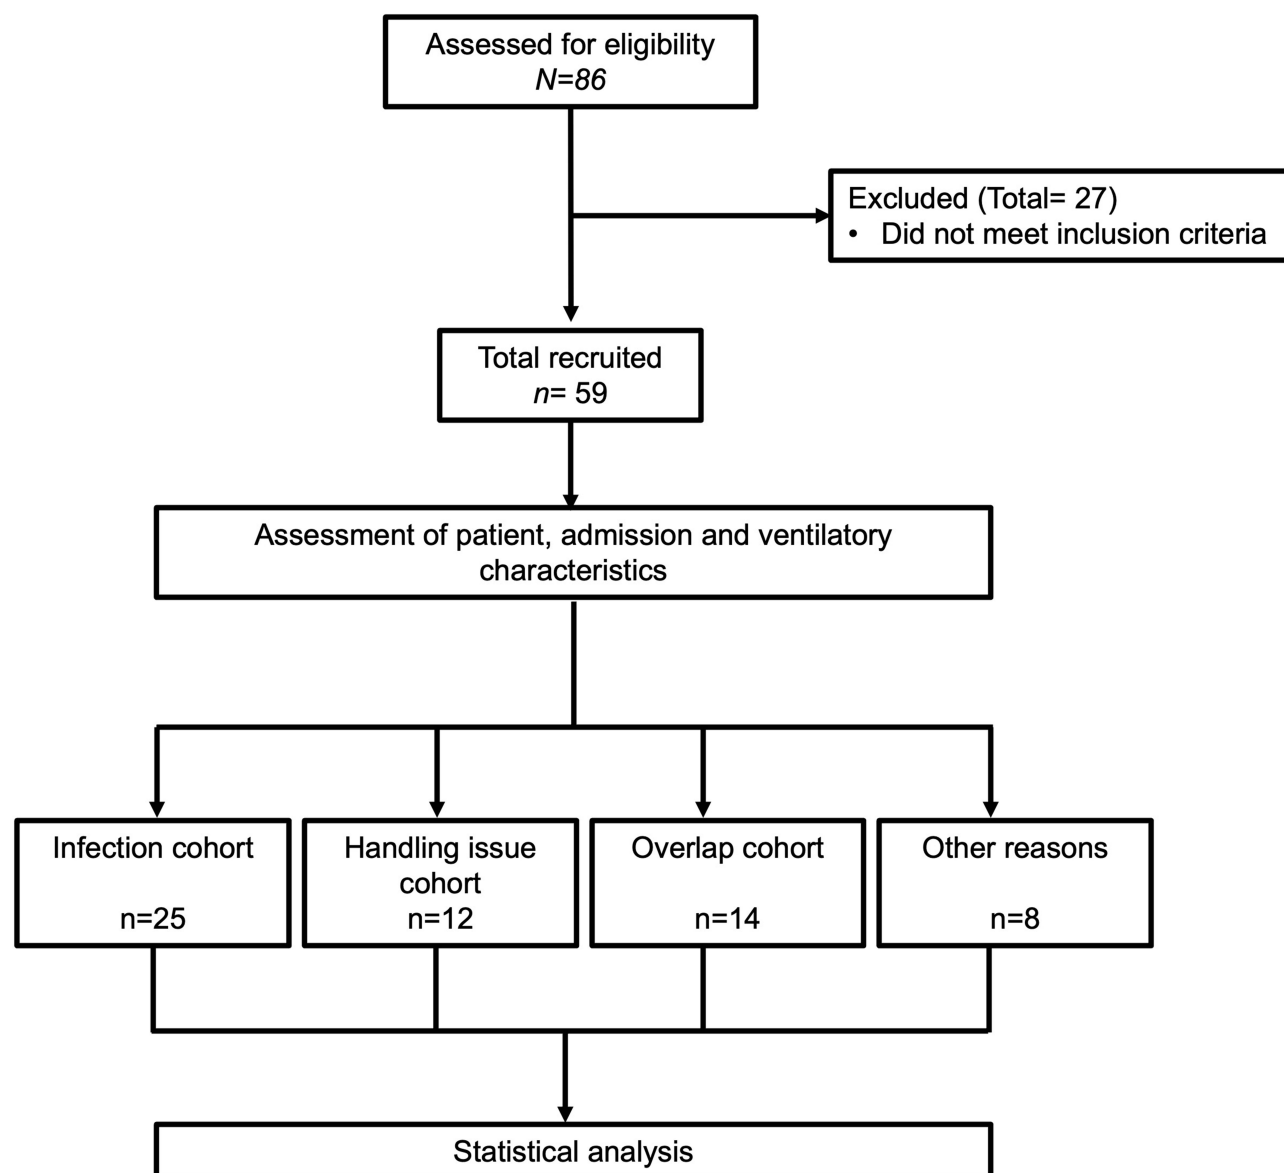 Assessed for eligibility
N=86
Excluded (Total= 27)
• Did not meet inclusion criteria
Total recruited
n= 59
Assessment of patient, admission and ventilatory
characteristics
Infection cohort
n=25
Handling issue
cohort
n=12
Overlap cohort
n=14
Other reasons
n=8
Statistical analysis